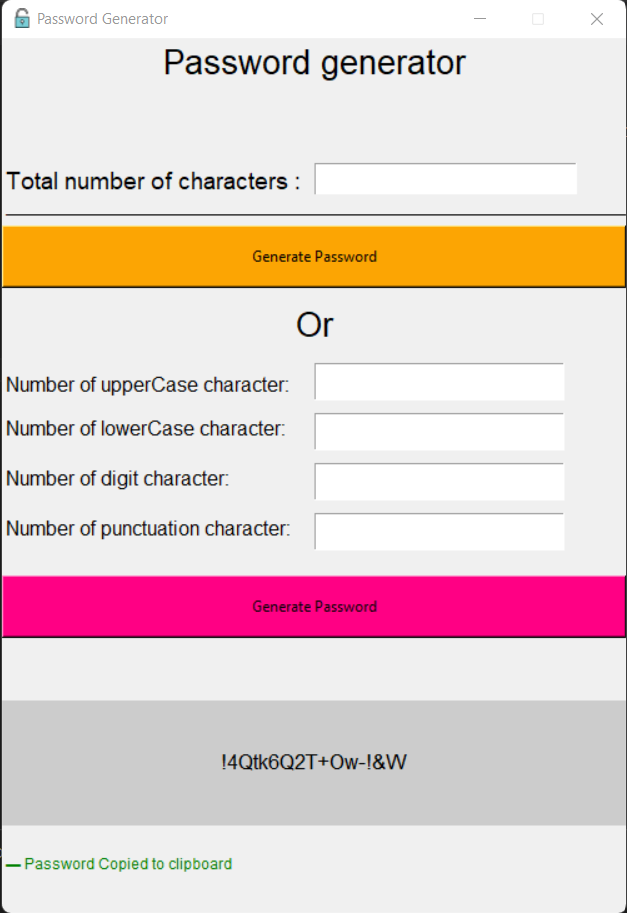 Password Generator
Password generator
Total number of characters :
Generate Password
Or
Number of upperCase character:
Number of lowerCase character:
Number of digit character:
Number of punctuation character:
Generate Password
!4Qtk6Q2T+Ow-!&W
— Password Copied to clipboard